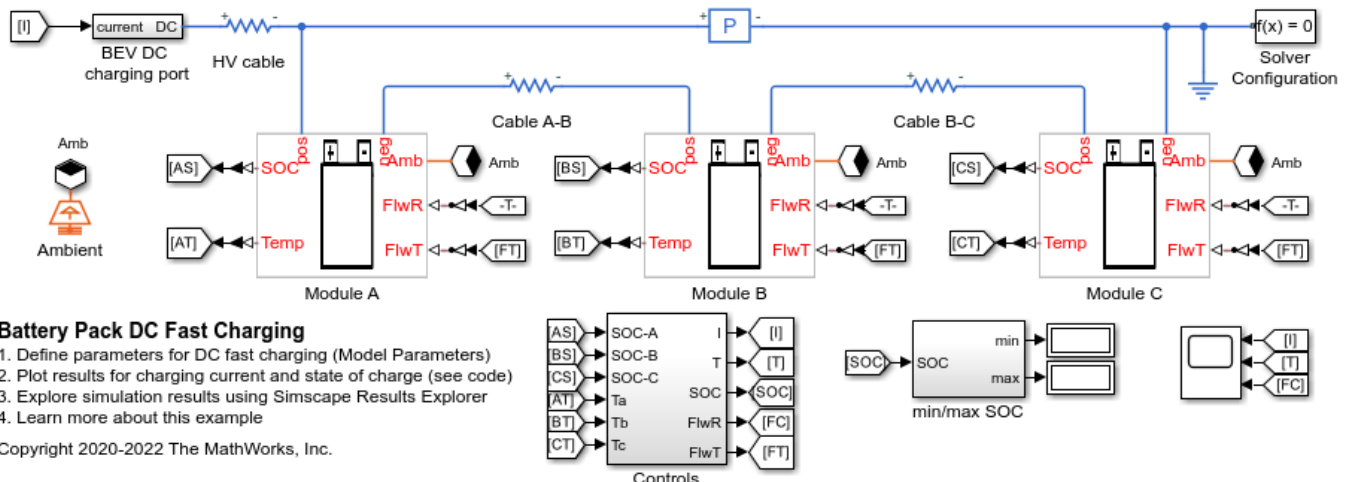 [I]
current DC
BEV DC
charging port
+
-
HV cable
+
P
-
f(x) = 0
Solver
Configuration
+
-
Cable A-B
+
-
Cable B-C
Amb
Ambient
[AS]
SOC
pos
neg
Amb
Amb
FlwR
-T-
[AT]
Temp
FlwT
[FT]
Module A
[BS]
SOC
pos
neg
Amb
Amb
FlwR
-T-
[BT]
Temp
FlwT
[FT]
Module B
[CS]
SOC
pos
neg
Amb
Amb
FlwR
-T-
[CT]
Temp
FlwT
[FT]
Module C
Battery Pack DC Fast Charging
1. Define parameters for DC fast charging (Model Parameters)
2. Plot results for charging current and state of charge (see code)
3. Explore simulation results using Simscape Results Explorer
4. Learn more about this example
Copyright 2020-2022 The MathWorks, Inc.
[AS] SOC-A
[BS] SOC-B
[CS] SOC-C
[AT] Ta
[BT] Tb
[CT] Tc
I [I]
T [T]
SOC [SOC]
FlwR [FC]
FlwT [FT]
Controls
[SOC]
SOC
min
max
min/max SOC
[I]
[T]
[FC]